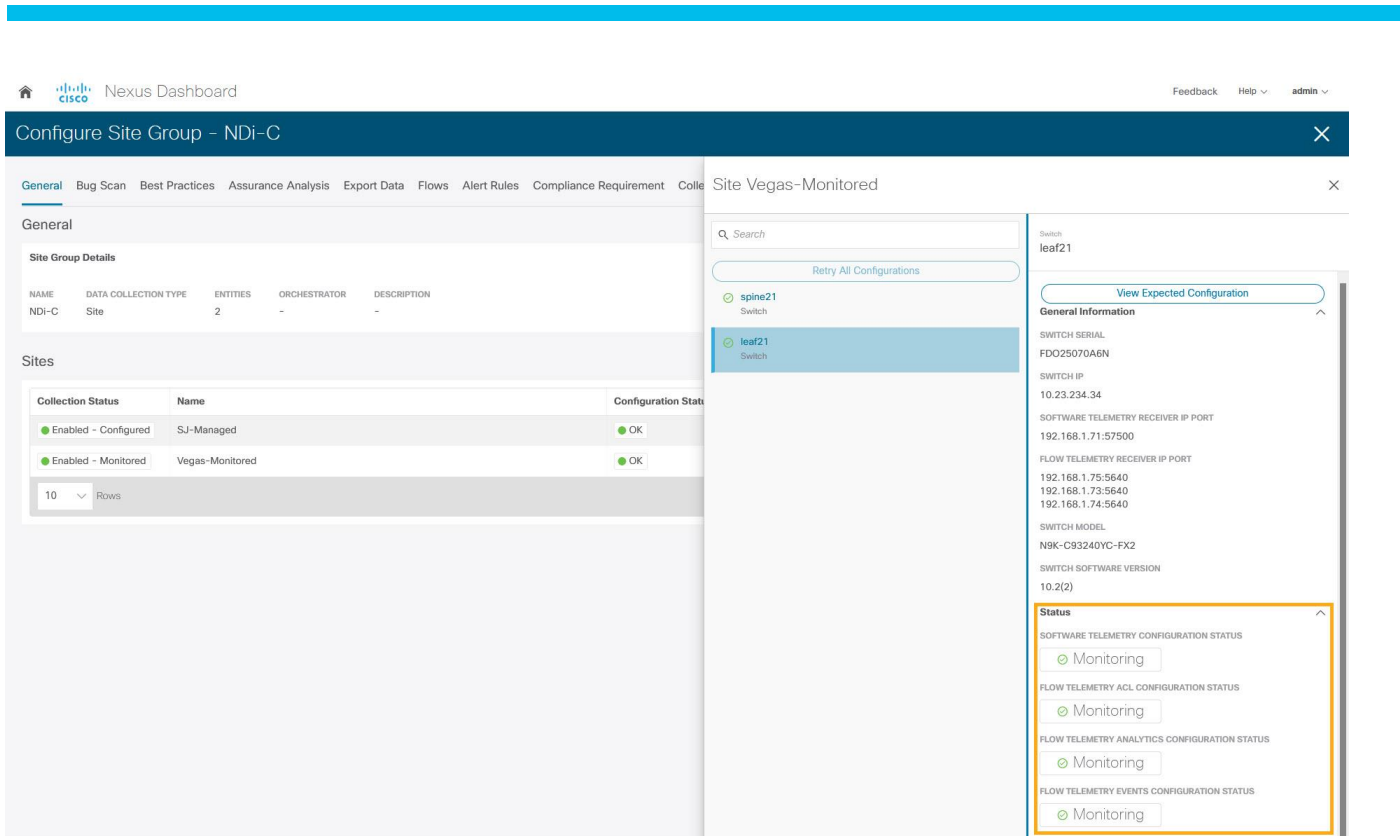 CISCO Nexus Dashboard
Feedback Help admin
Configure Site Group - NDi-C
General Bug Scan Best Practices Assurance Analysis Export Data Flows Alert Rules Compliance Requirement Colle
General
Site Group Details
NAME DATA COLLECTION TYPE ENTITIES ORCHESTRATOR DESCRIPTION
NDi-C Site 2 - -
Sites
Collection Status Name Configuration Statu
Enabled - Configured SJ-Managed OK
Enabled - Monitored Vegas-Monitored OK
10 Rows
Site Vegas-Monitored
Search
Retry All Configurations
spine21
Switch
leaf21
Switch
Switch
leaf21
View Expected Configuration
General Information
SWITCH SERIAL
FDO25070A6N
SWITCH IP
10.23.234.34
SOFTWARE TELEMETRY RECEIVER IP PORT
192.168.1.71:57500
FLOW TELEMETRY RECEIVER IP PORT
192.168.1.75:5640
192.168.1.73:5640
192.168.1.74:5640
SWITCH MODEL
N9K-C93240YC-FX2
SWITCH SOFTWARE VERSION
10.2(2)
Status
SOFTWARE TELEMETRY CONFIGURATION STATUS
Monitoring
FLOW TELEMETRY ACL CONFIGURATION STATUS
Monitoring
FLOW TELEMETRY ANALYTICS CONFIGURATION STATUS
Monitoring
FLOW TELEMETRY EVENTS CONFIGURATION STATUS
Monitoring